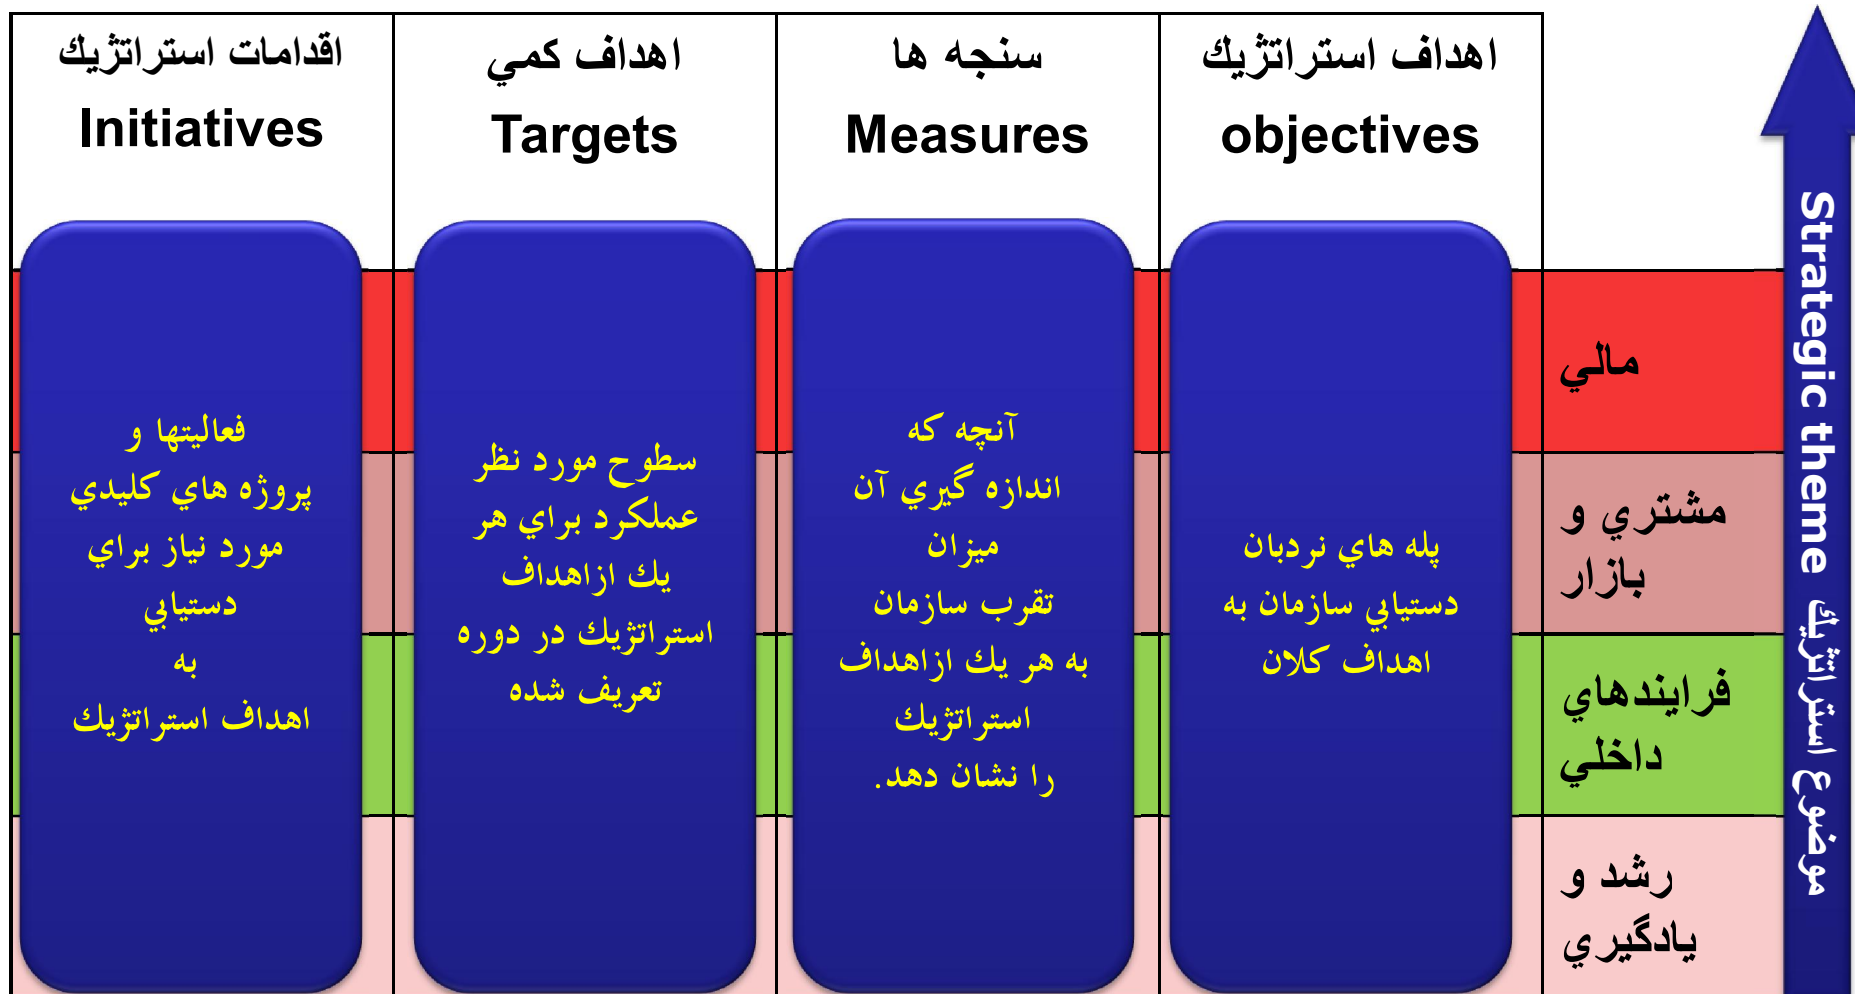 اهداف استراتژيك
objectives
سنجه ها
Measures
اهداف كمي
Targets
اقدامات استراتژيك
Initiatives
پله هاي نردبان
دستيابي سازمان به
اهداف كلان
آنچه كه
اندازه گيري آن
ميزان
تقرب سازمان
به هر يك ازاهداف
استراتژيك
را نشان دهد.
سطوح مورد نظر
عملكرد براي هر
يك ازاهداف
استراتژيك در دوره
تعريف شده
فعاليتها و
پروژه هاي كليدي
مورد نياز براي
دستيابي
به
اهداف استراتژيك
مالي
مشتري و
بازار
فرايندهاي
داخلي
رشد و
يادگيري
Strategic theme موضوع استراتژيك